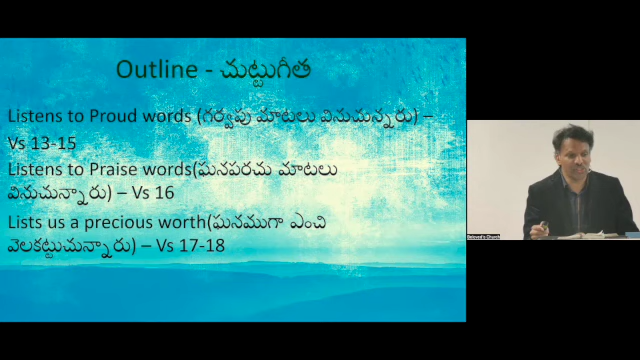 Outline - చుట్టుగీత
Listens to Proud words (గర్వపు మాటలు వినుచున్నరు) –
Vs 13-15
Listens to Praise words(ఘనపరచు మాటలు
వినుచున్నారు) – Vs 16
Lists us a precious worth(ఘనముగా ఎంచి
వెలకట్టుచున్నారు) – Vs 17-18